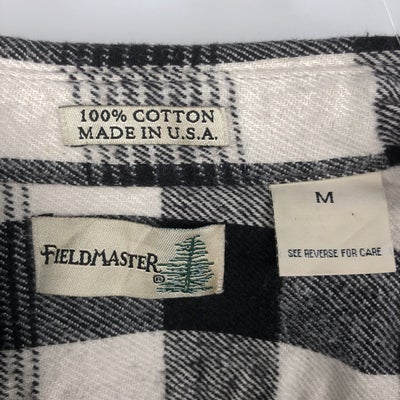 100% COTTON
MADE IN U.S.A.
M
FIELDMASTER®
SEE REVERSE FOR CARE